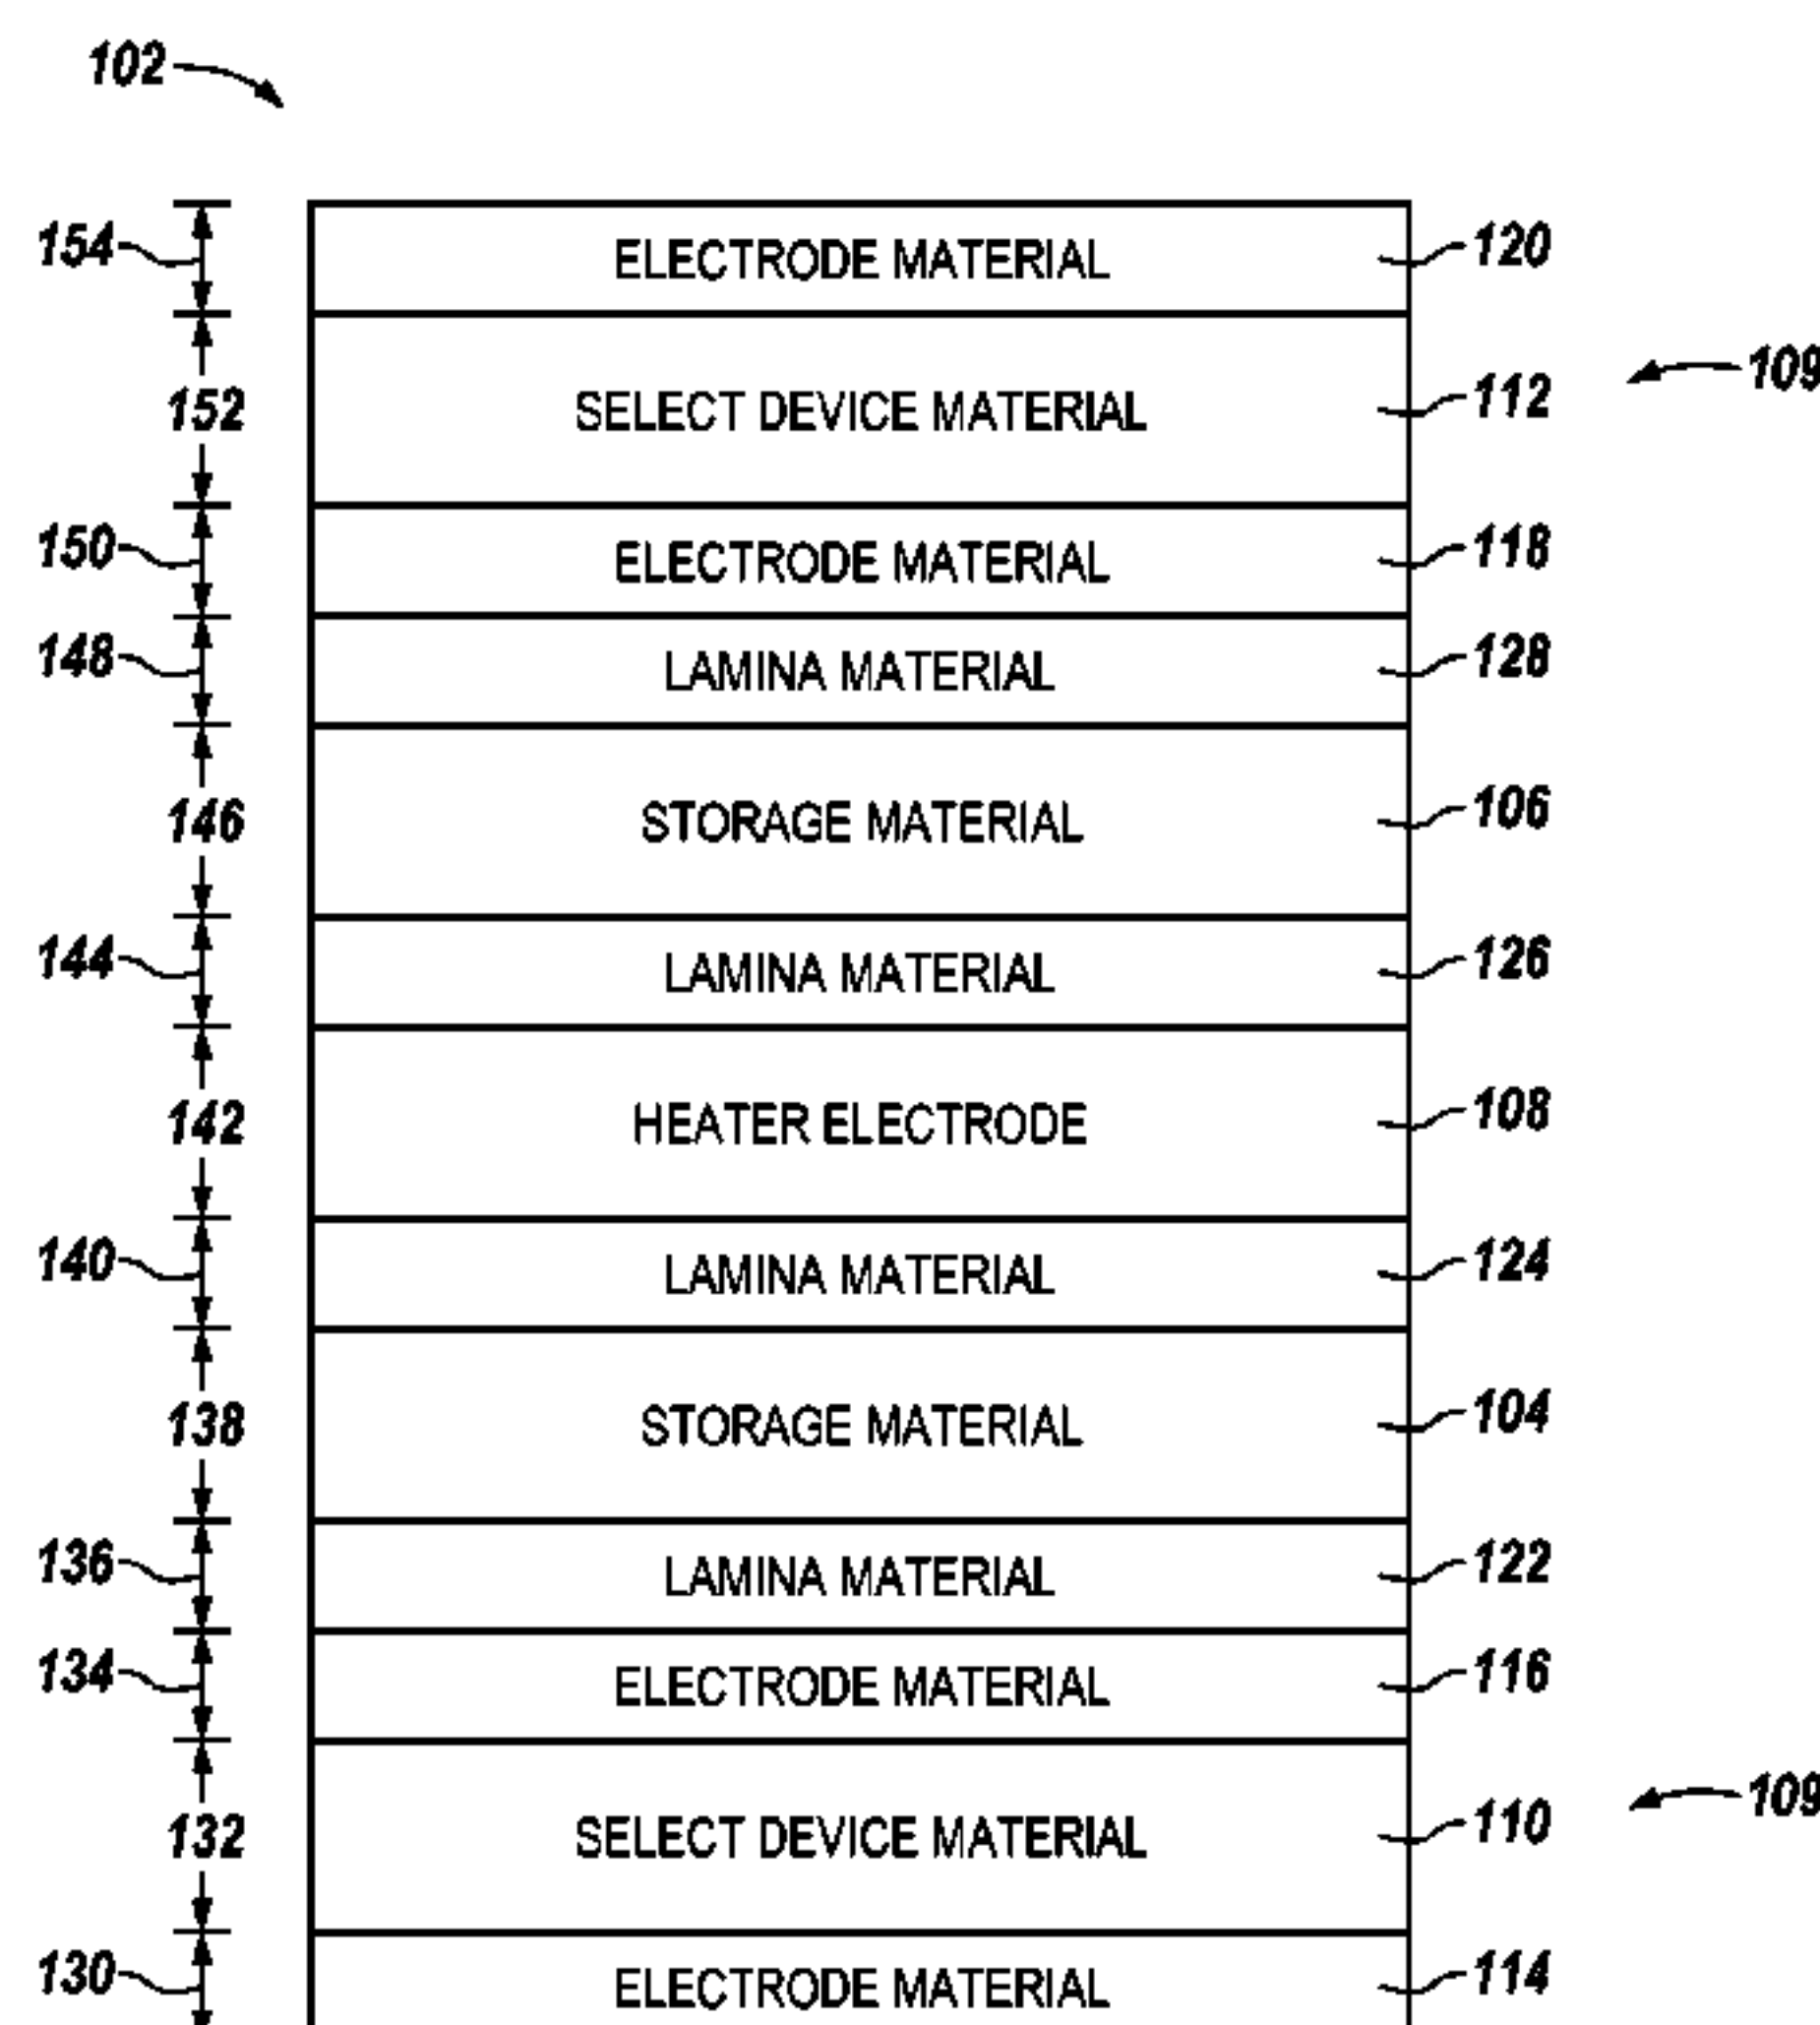 102
154 ELECTRODE MATERIAL 120
152 SELECT DEVICE MATERIAL 112 109
150 ELECTRODE MATERIAL 118
148 LAMINA MATERIAL 128
146 STORAGE MATERIAL 106
144 LAMINA MATERIAL 126
142 HEATER ELECTRODE 108
140 LAMINA MATERIAL 124
138 STORAGE MATERIAL 104
136 LAMINA MATERIAL 122
134 ELECTRODE MATERIAL 116
132 SELECT DEVICE MATERIAL 110 109
130 ELECTRODE MATERIAL 114